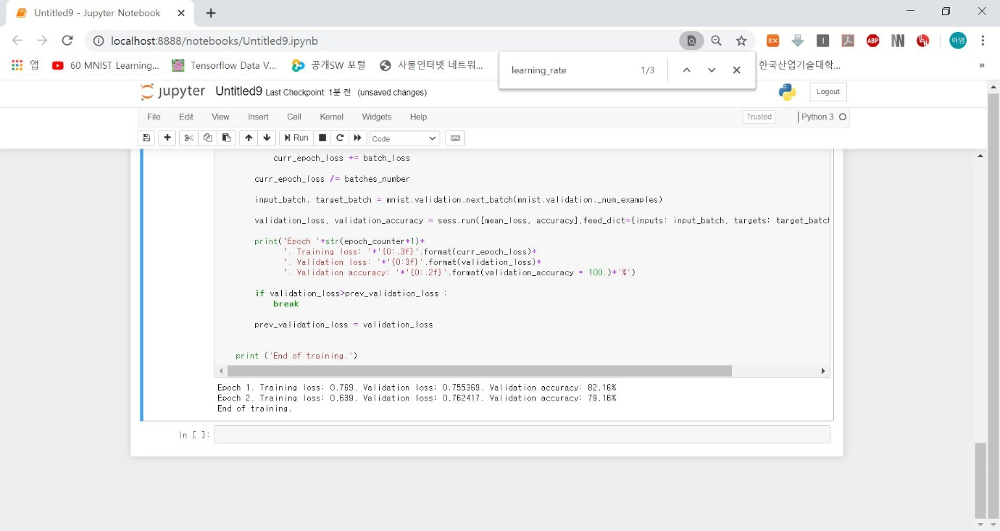 Untitled9 - Jupyter Notebook
localhost:8888/notebooks/Untitled9.ipynb
EX
ABP
아영
앱
60 MNIST Learning...
Tensorflow Data V...
공개SW 포털
사물인터넷 네트워...
learning_rate
1/3
한국산업기술대학...
»
jupyter Untitled9 Last Checkpoint: 1분 전 (unsaved changes)
Logout
File Edit View Insert Cell Kernel Widgets Help
Trusted
Python 3
Run
Code
curr_epoch_loss += batch_loss
curr_epoch_loss /= batches_number
input_batch, target_batch = mnist.validation.next_batch(mnist.validation._num_examples)
validation_loss, validation_accuracy = sess.run([mean_loss, accuracy],feed_dict={inputs: input_batch, targets: target_batch
print('Epoch '+str(epoch_counter+1)+
'. Training loss: '+'{0:.3f}'.format(curr_epoch_loss)+
'. Validation loss: '+'{0:3f}'.format(validation_loss)+
'. Validation accuracy: '+'{0:.2f}'.format(validation_accuracy * 100.)+'%')
if validation_loss>prev_validation_loss :
break
prev_validation_loss = validation_loss
print ('End of training.')
Epoch 1. Training loss: 0.769. Validation loss: 0.755369. Validation accuracy: 82.16%
Epoch 2. Training loss: 0.639. Validation loss: 0.762417. Validation accuracy: 79.16%
End of training.
In [ ]: